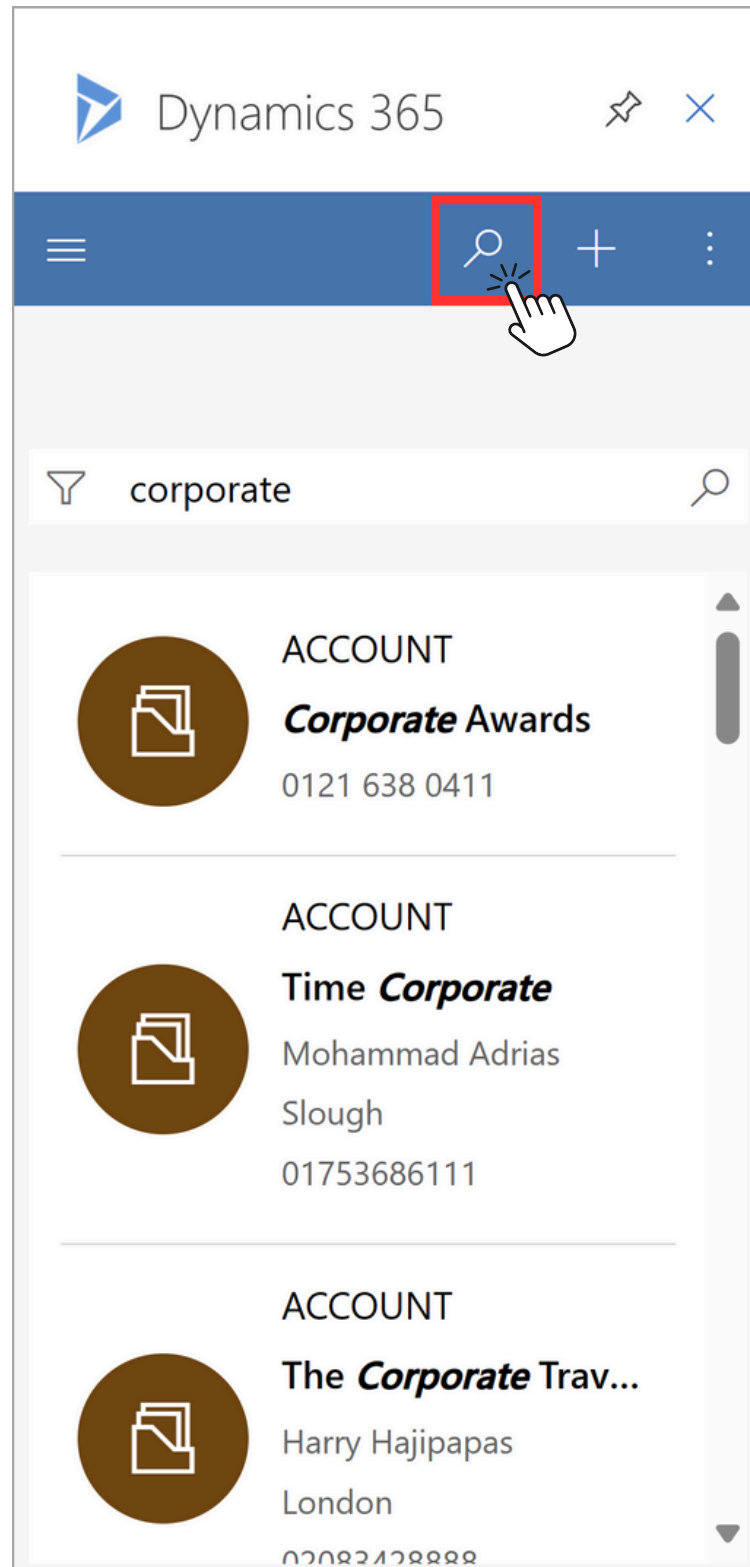 Dynamics 365
corporate
ACCOUNT
Corporate Awards
0121 638 0411
ACCOUNT
Time Corporate
Mohammad Adrias
Slough
01753686111
ACCOUNT
The Corporate Trav...
Harry Hajipapas
London
02083428888